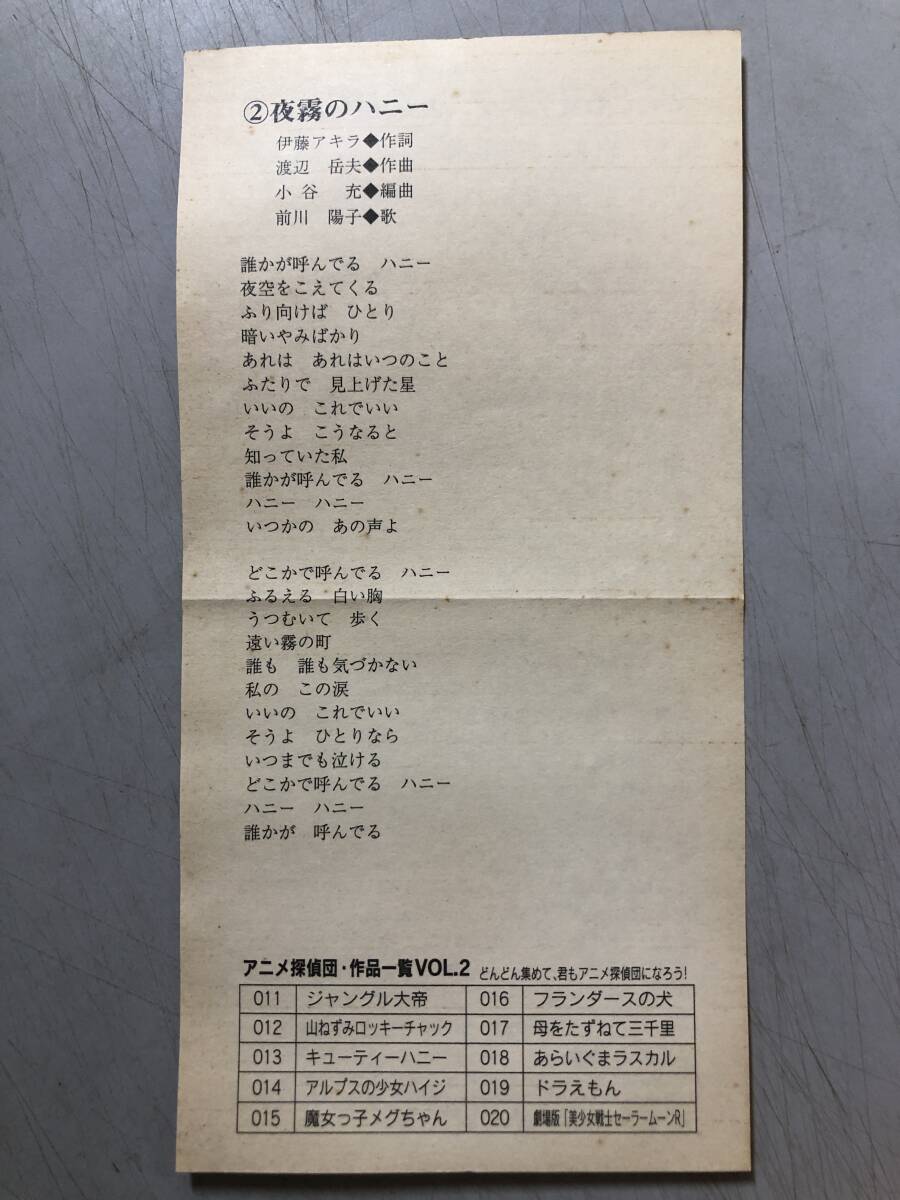 ②夜霧のハニー
伊藤アキラ◆作詞
渡辺　岳夫◆作曲
小谷　充◆編曲
前川　陽子◆歌
誰かが呼んでる　ハニー
夜空をこえてくる
ふり向けば　ひとり
暗いやみばかり
あれは　あれはいつのこと
ふたりで　見上げた星
いいの　これでいい
そうよ　こうなると
知っていた私
誰かが呼んでる　ハニー
ハニー　ハニー
いつかの　あの声よ
どこかで呼んでる　ハニー
ふるえる　白い胸
うつむいて　歩く
遠い霧の町
誰も　誰も気づかない
私の　この涙
いいの　これでいい
そうよ　ひとりなら
いつまでも泣ける
どこかで呼んでる　ハニー
ハニー　ハニー
誰かが　呼んでる
アニメ探偵団・作品一覧VOL.2　どんどん集めて、君もアニメ探偵団になろう!
011　ジャングル大帝　016　フランダースの犬
012　山ねずみロッキーチャック　017　母をたずねて三千里
013　キューティーハニー　018　あらいぐまラスカル
014　アルプスの少女ハイジ　019　ドラえもん
015　魔女っ子メグちゃん　020　劇場版「美少女戦士セーラームーンR」